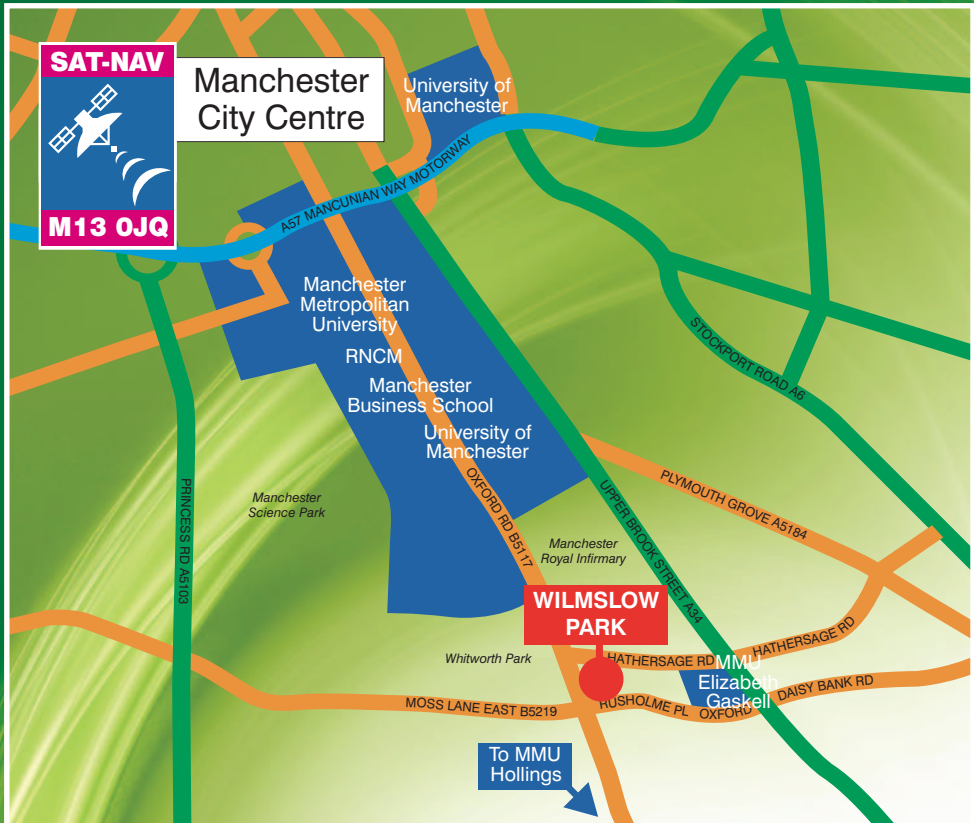 SAT-NAV
M13 0JQ
Manchester
City Centre
University of
Manchester
A57 MANCUNIAN WAY MOTORWAY
Manchester
Metropolitan
University
RNCM
Manchester
Business School
University of
Manchester
STOCKPORT ROAD A6
PRINCESS RD A5103
Manchester
Science Park
OXFORD RD B5117
UPPER BROOK STREET A34
PLYMOUTH GROVE A5184
Manchester
Royal Infirmary
WILMSLOW
PARK
Whitworth Park
HATHERSAGE RD
HATHERSAGE RD
MMU
Elizabeth
Gaskell
MOSS LANE EAST B5219
RUSHOLME PL
OXFORD
DAISY BANK RD
To MMU
Hollings